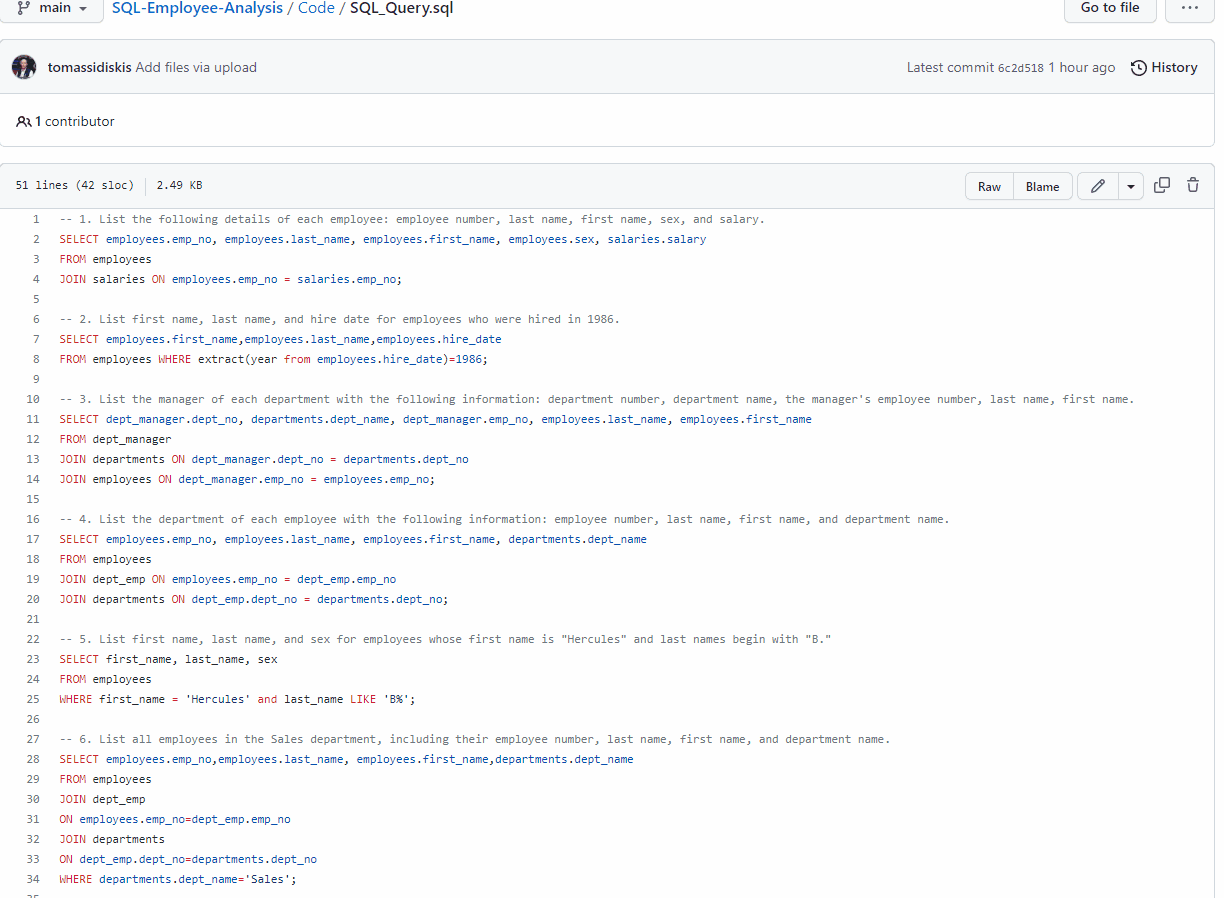 main SQL-Employee-Analysis / Code / SQL_Query.sql Go to file ...
tomassidiskis Add files via upload Latest commit 6c2d518 1 hour ago History
1 contributor
51 lines (42 sloc) 2.49 KB Raw Blame
1 -- 1. List the following details of each employee: employee number, last name, first name, sex, and salary.
2 SELECT employees.emp_no, employees.last_name, employees.first_name, employees.sex, salaries.salary
3 FROM employees
4 JOIN salaries ON employees.emp_no = salaries.emp_no;
5
6 -- 2. List first name, last name, and hire date for employees who were hired in 1986.
7 SELECT employees.first_name,employees.last_name,employees.hire_date
8 FROM employees WHERE extract(year from employees.hire_date)=1986;
9
10 -- 3. List the manager of each department with the following information: department number, department name, the manager's employee number, last name, first name.
11 SELECT dept_manager.dept_no, departments.dept_name, dept_manager.emp_no, employees.last_name, employees.first_name
12 FROM dept_manager
13 JOIN departments ON dept_manager.dept_no = departments.dept_no
14 JOIN employees ON dept_manager.emp_no = employees.emp_no;
15
16 -- 4. List the department of each employee with the following information: employee number, last name, first name, and department name.
17 SELECT employees.emp_no, employees.last_name, employees.first_name, departments.dept_name
18 FROM employees
19 JOIN dept_emp ON employees.emp_no = dept_emp.emp_no
20 JOIN departments ON dept_emp.dept_no = departments.dept_no;
21
22 -- 5. List first name, last name, and sex for employees whose first name is "Hercules" and last names begin with "B."
23 SELECT first_name, last_name, sex
24 FROM employees
25 WHERE first_name = 'Hercules' and last_name LIKE 'B%';
26
27 -- 6. List all employees in the Sales department, including their employee number, last name, first name, and department name.
28 SELECT employees.emp_no,employees.last_name, employees.first_name,departments.dept_name
29 FROM employees
30 JOIN dept_emp
31 ON employees.emp_no=dept_emp.emp_no
32 JOIN departments
33 ON dept_emp.dept_no=departments.dept_no
34 WHERE departments.dept_name='Sales';